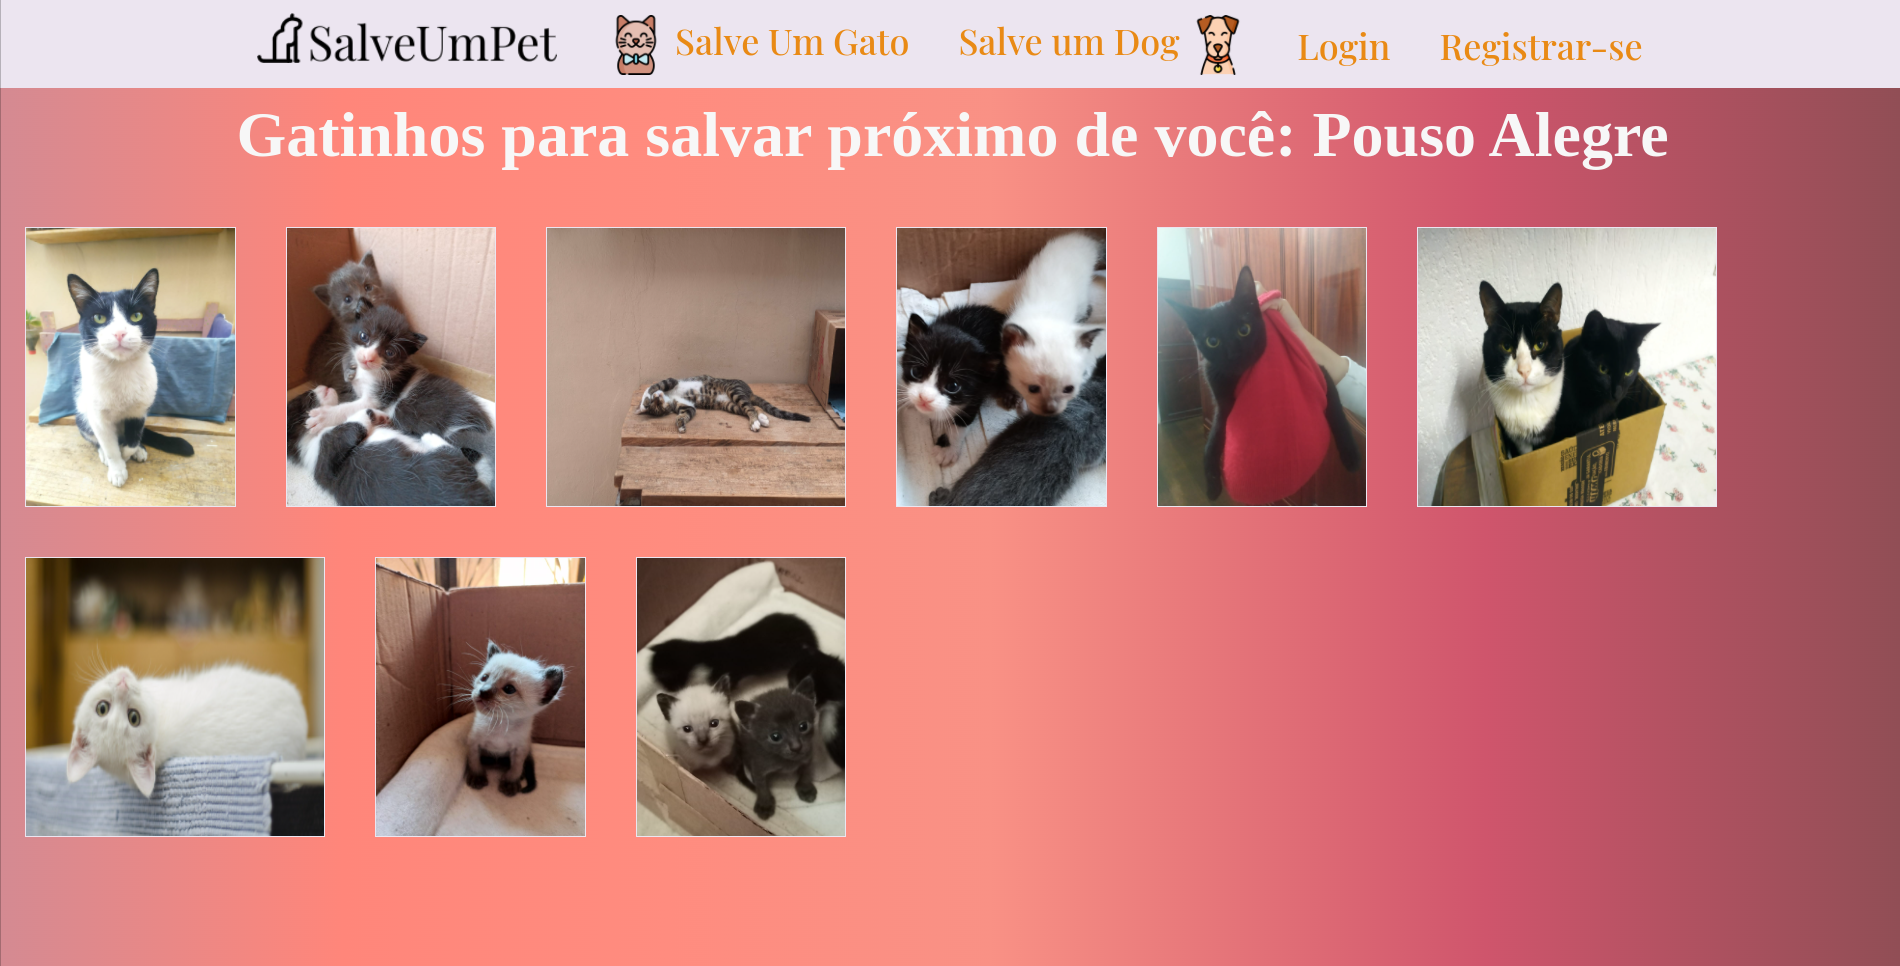 SalveUmPet Salve Um Gato Salve um Dog Login Registrar-se
Gatinhos para salvar próximo de você: Pouso Alegre